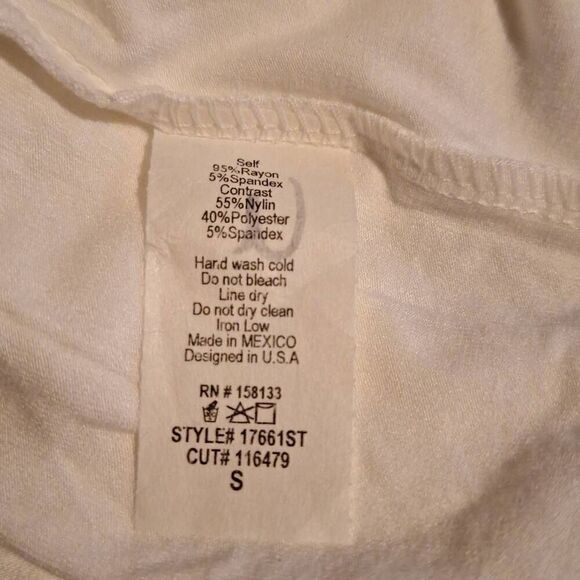 Self
95%Rayon
5%Spandex
Contrast
55%Nylin
40%Polyester
5%Spandex
Hand wash cold
Do not bleach
Line dry
Do not dry clean
Iron Low
Made in MEXICO
Designed in U.S.A
RN # 158133
STYLE# 17661ST
CUT# 116479
S